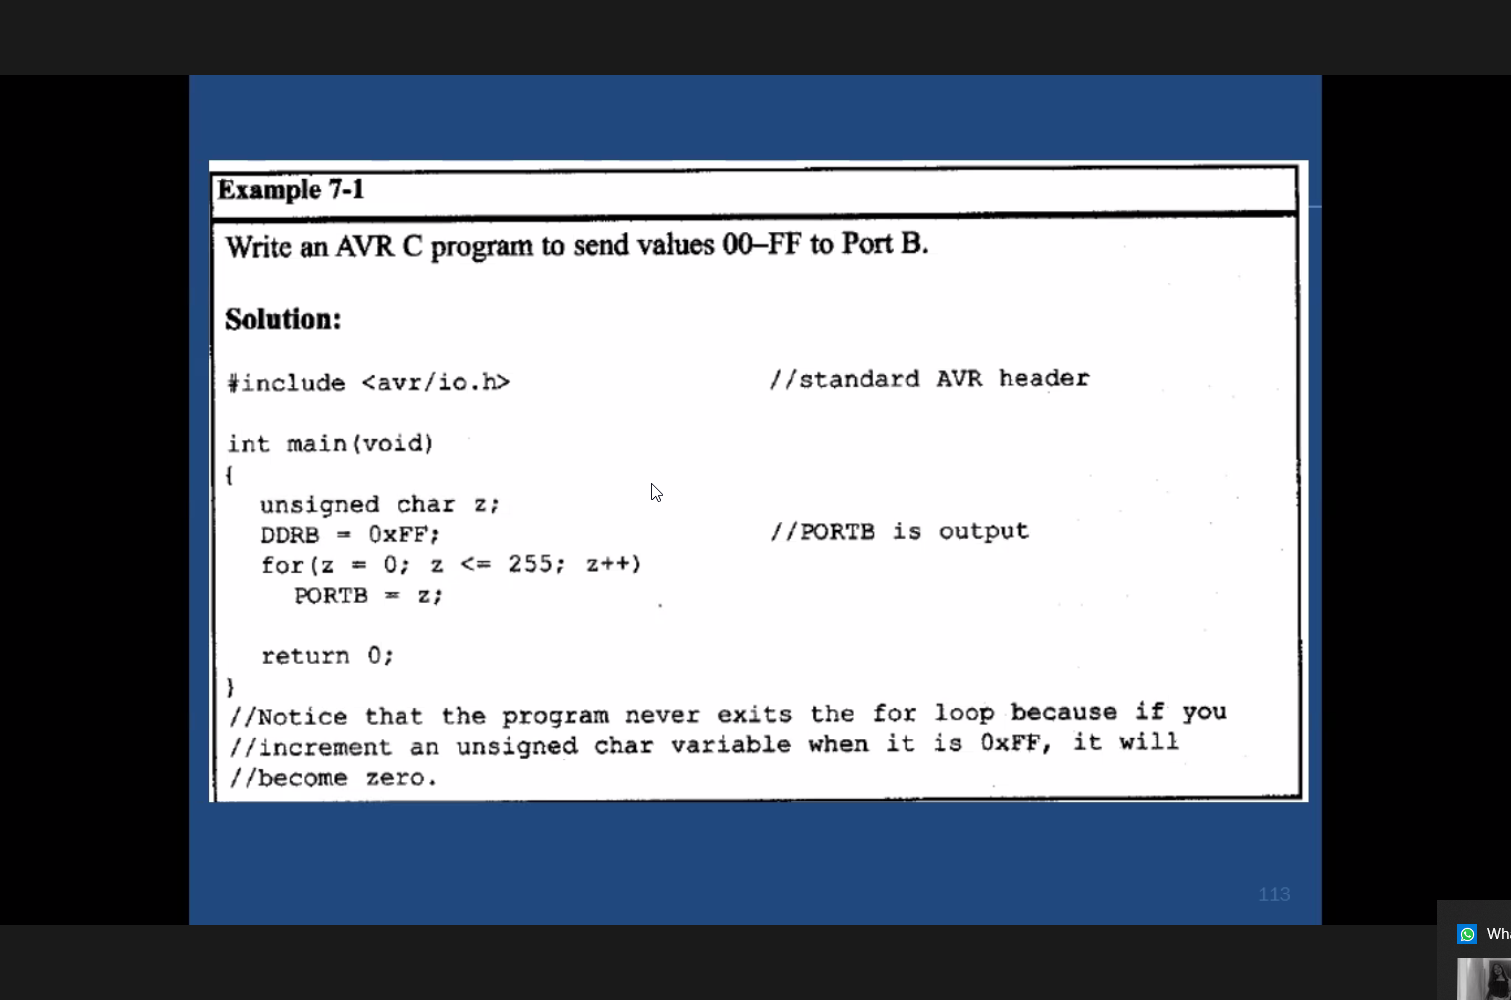 Example 7-1
Write an AVR C program to send values 00–FF to Port B.
Solution:
#include <avr/io.h> //standard AVR header
int main(void)
{
unsigned char z;
DDRB = 0xFF; //PORTB is output
for(z = 0; z <= 255; z++)
PORTB = z;
return 0;
}
//Notice that the program never exits the for loop because if you
//increment an unsigned char variable when it is 0xFF, it will
//become zero.
113